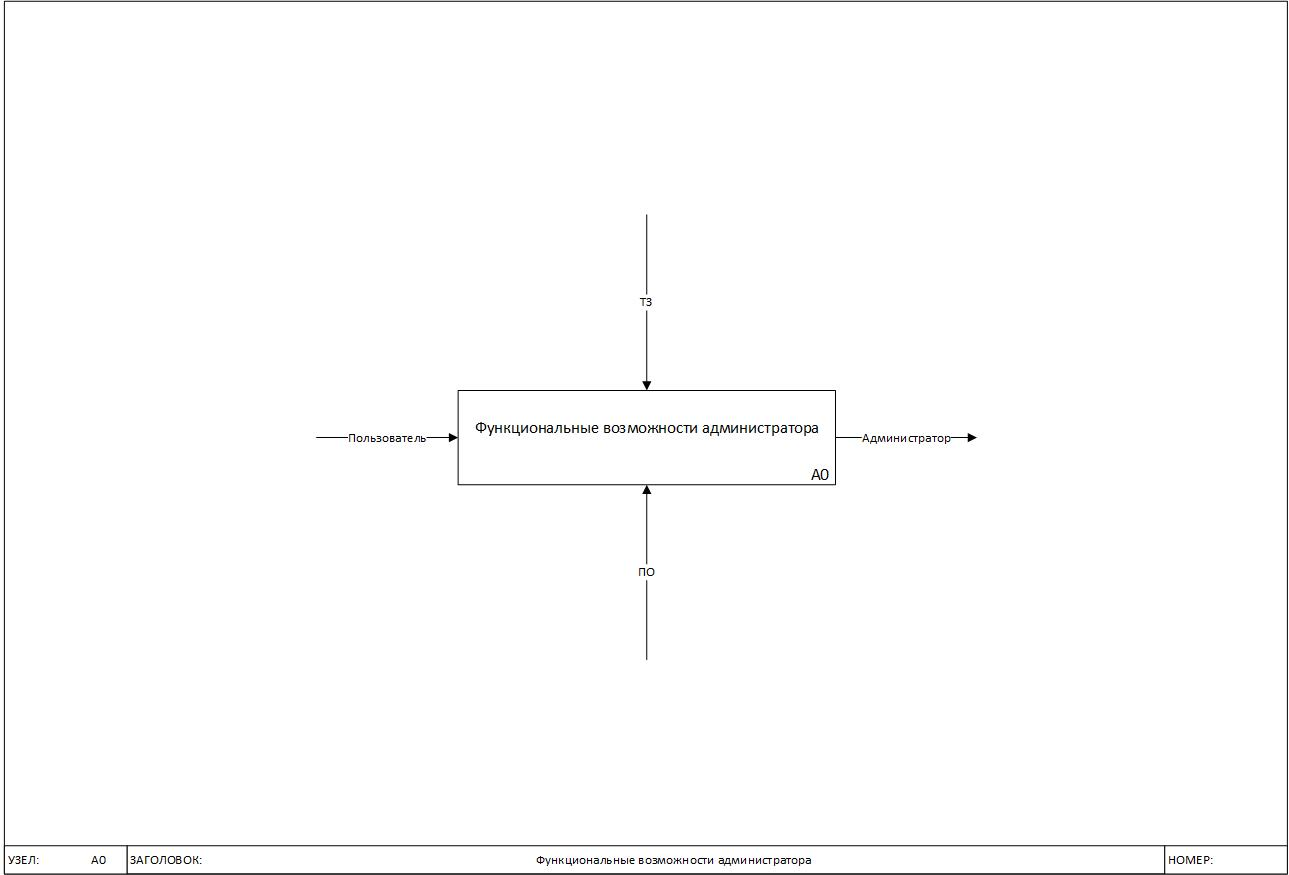 ТЗ
Функциональные возможности администратора
Пользователь
Администратор
А0
ПО
УЗЕЛ: А0 ЗАГОЛОВОК: Функциональные возможности администратора НОМЕР: